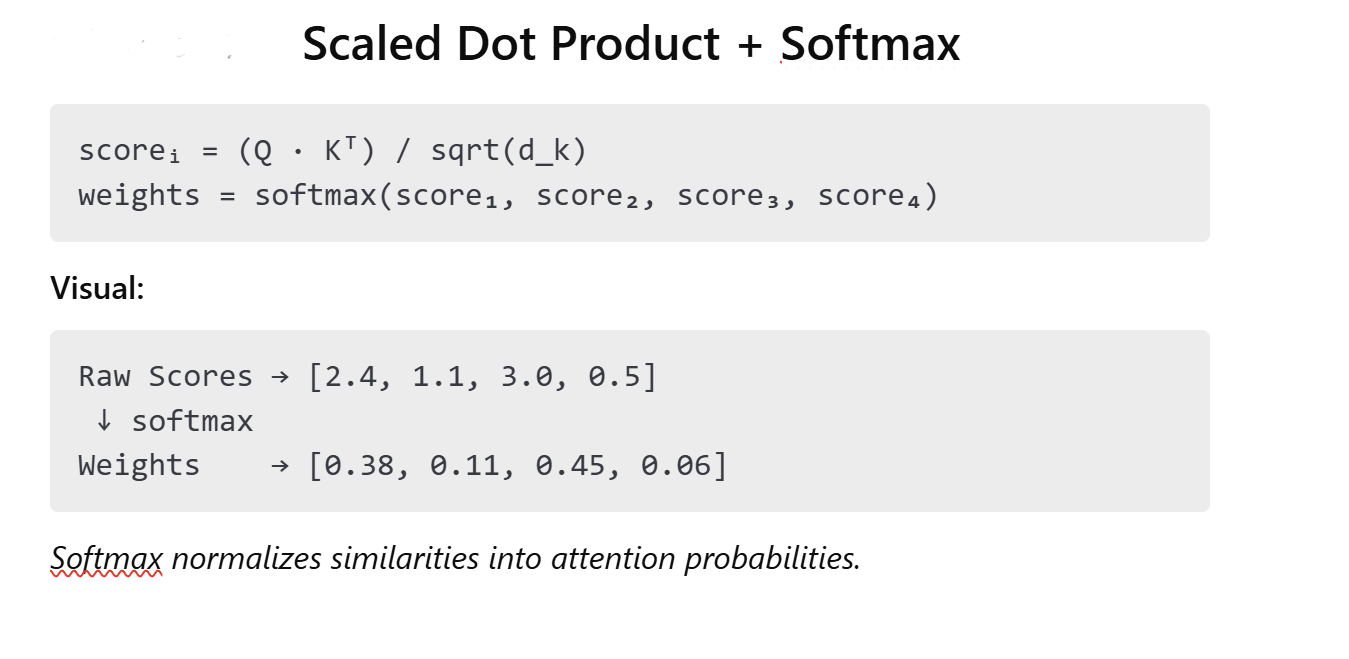 Scaled Dot Product + Softmax
scoreᵢ = (Q · Kᵀ) / sqrt(d_k)
weights = softmax(score₁, score₂, score₃, score₄)
Visual:
Raw Scores → [2.4, 1.1, 3.0, 0.5]
↓ softmax
Weights → [0.38, 0.11, 0.45, 0.06]
Softmax normalizes similarities into attention probabilities.